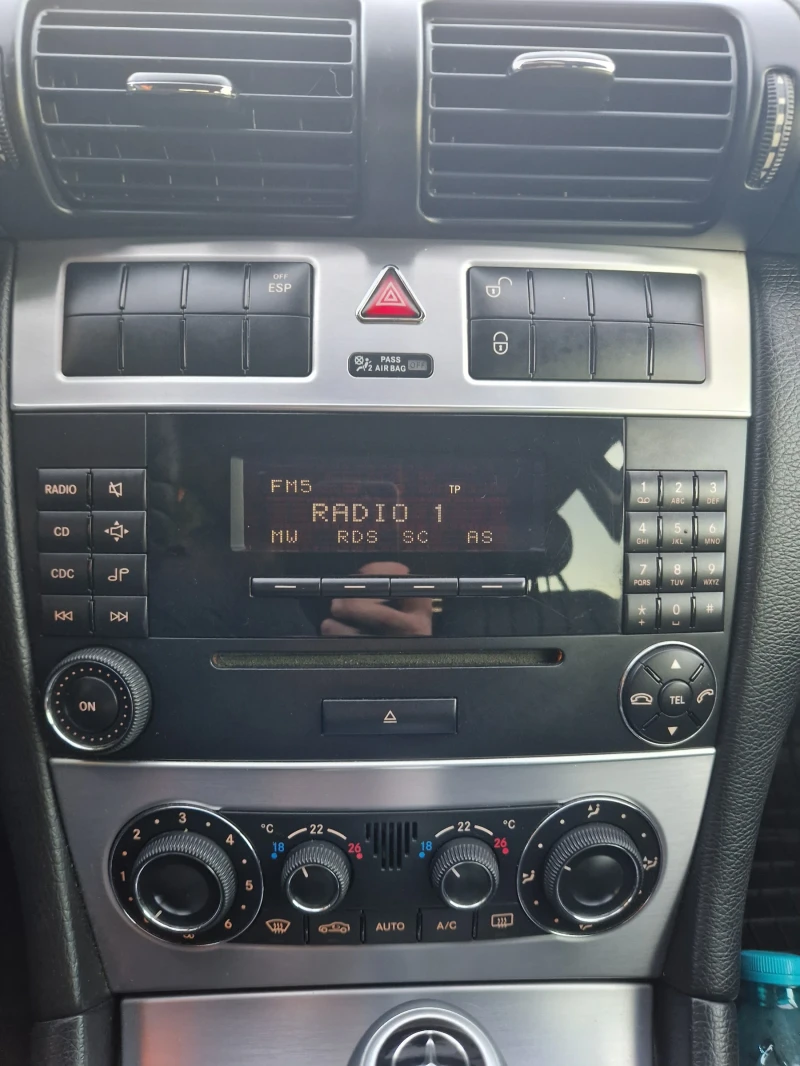 OFF
ESP
PASS
2 AIR BAG OFF
RADIO
CD
CDC
FM5 TP
RADIO 1
MW RDS SC AS
1 2 ABC 3 DEF
4 GHI 5 JKL 6 MNO
7 PQRS 8 TUV 9 WXYZ
* + 0 #
ON
TEL
1 2 3 4 5 6
°C
18 22 26
18 22 26
°C
AUTO
A/C